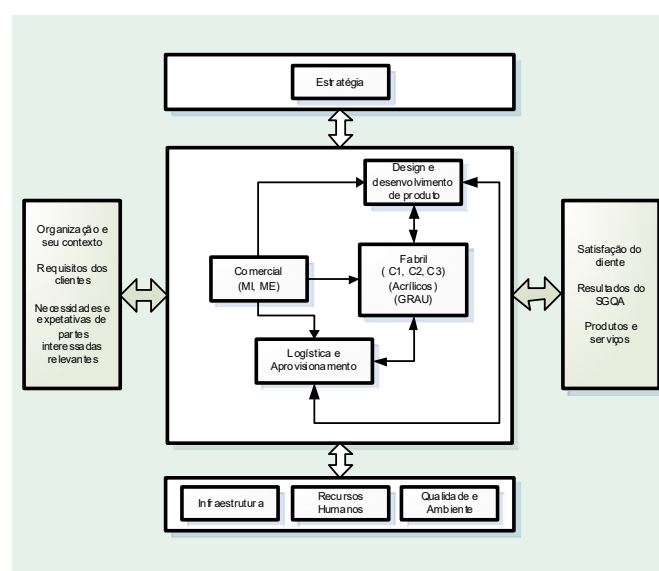 Estratégia
Design e
desenvolvimento
de produto
Organização e
seu contexto
Requisitos dos
clientes
Necessidades e
expetativas de
partes
interessadas
relevantes
Comercial
(MI, ME)
Fabril
( C1, C2, C3)
(Acrílicos)
(GRAU)
Logística e
Aprovisionamento
Satisfação do
cliente
Resultados do
SGQA
Produtos e
serviços
Infraestrutura
Recursos
Humanos
Qualidade e
Ambiente